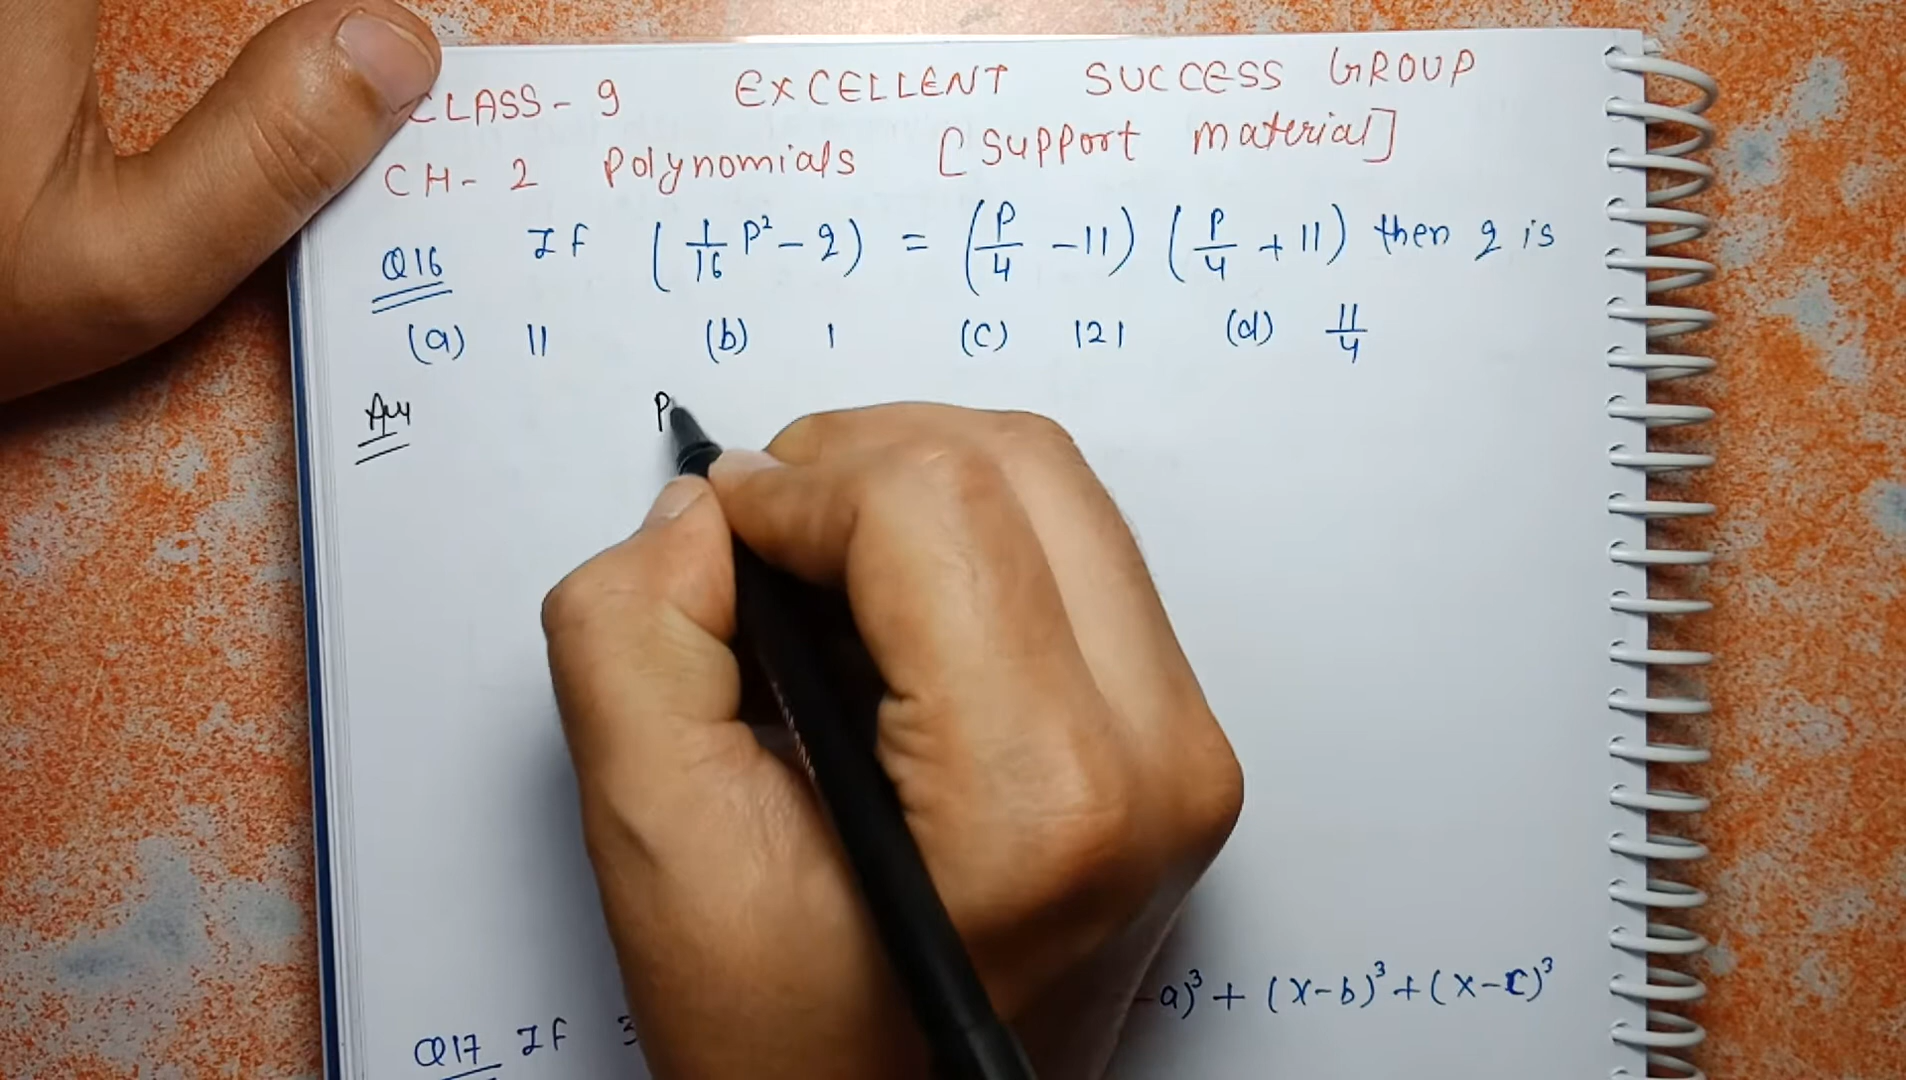 CLASS - 9 EXCELLENT SUCCESS GROUP
CH - 2 Polynomials [Support material]
Q16 If (1/16 P² - q) = (P/4 - 11) (P/4 + 11) then q is
(a) 11 (b) 1 (c) 121 (d) 11/4
P
Q17 If 3 - a)³ + (x - b)³ + (x - c)³